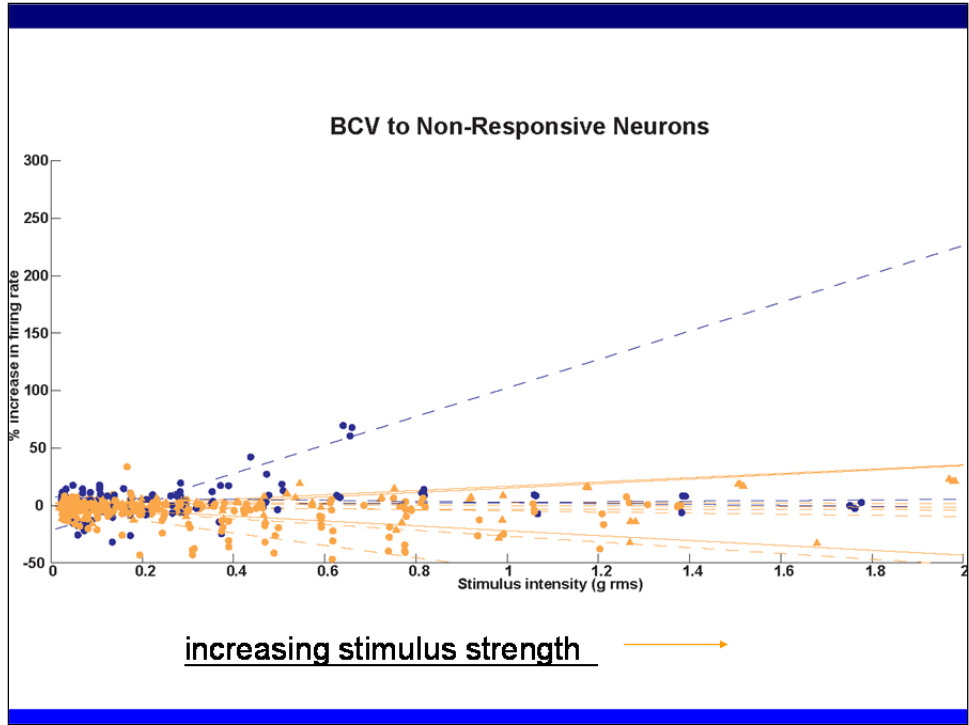 BCV to Non-Responsive Neurons
300
250
200
150
100
50
0
-50
% increase in firing rate
0 0.2 0.4 0.6 0.8 1 1.2 1.4 1.6 1.8 2
Stimulus intensity (g rms)
increasing stimulus strength